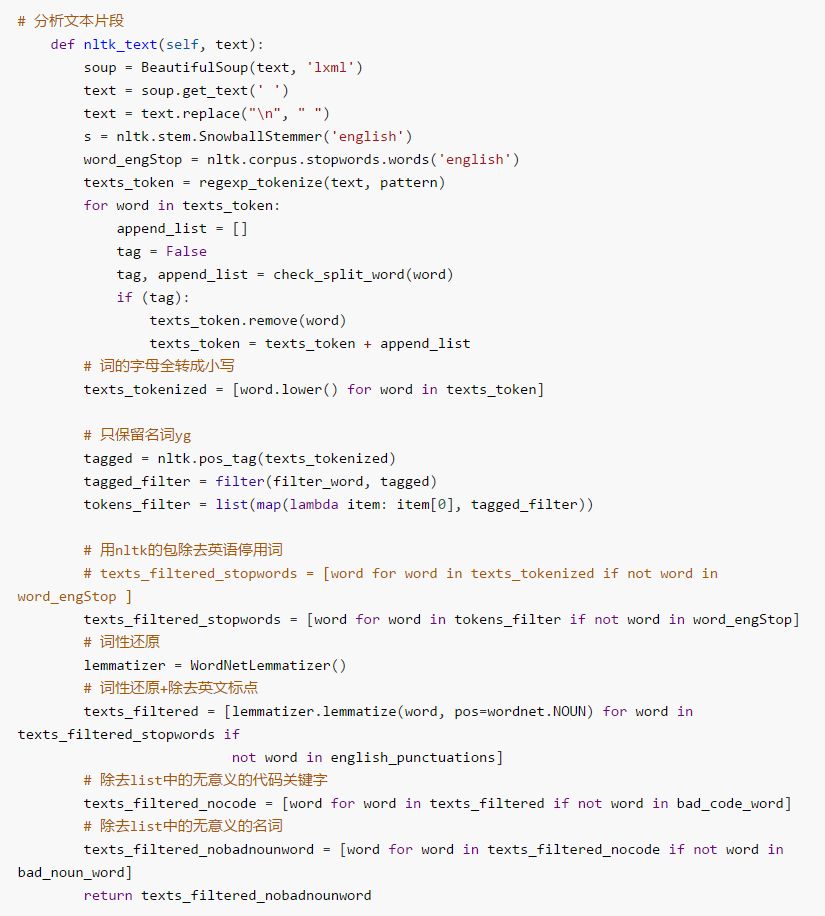 # 分析文本片段
    def nltk_text(self, text):
        soup = BeautifulSoup(text, 'lxml')
        text = soup.get_text(' ')
        text = text.replace("\n", " ")
        s = nltk.stem.SnowballStemmer('english')
        word_engStop = nltk.corpus.stopwords.words('english')
        texts_token = regexp_tokenize(text, pattern)
        for word in texts_token:
            append_list = []
            tag = False
            tag, append_list = check_split_word(word)
            if (tag):
                texts_token.remove(word)
                texts_token = texts_token + append_list
        # 词的字母全转成小写
        texts_tokenized = [word.lower() for word in texts_token]

        # 只保留名词yg
        tagged = nltk.pos_tag(texts_tokenized)
        tagged_filter = filter(filter_word, tagged)
        tokens_filter = list(map(lambda item: item[0], tagged_filter))

        # 用nltk的包除去英语停用词
        # texts_filtered_stopwords = [word for word in texts_tokenized if not word in
word_engStop ]
        texts_filtered_stopwords = [word for word in tokens_filter if not word in word_engStop]
        # 词性还原
        lemmatizer = WordNetLemmatizer()
        # 词性还原+除去英文标点
        texts_filtered = [lemmatizer.lemmatize(word, pos=wordnet.NOUN) for word in
texts_filtered_stopwords if
                          not word in english_punctuations]
        # 除去list中的无意义的代码关键字
        texts_filtered_nocode = [word for word in texts_filtered if not word in bad_code_word]
        # 除去list中的无意义的名词
        texts_filtered_nobadnounword = [word for word in texts_filtered_nocode if not word in
bad_noun_word]
        return texts_filtered_nobadnounword